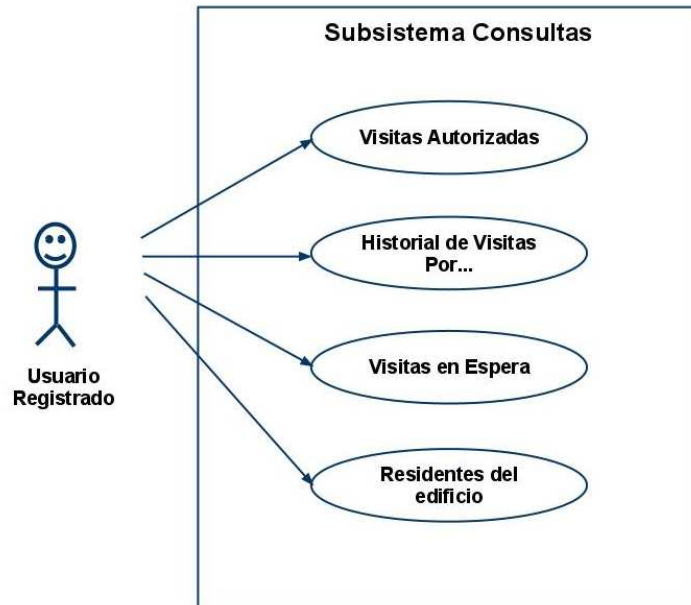 Subsistema Consultas
Visitas Autorizadas
Historial de Visitas
Por...
Visitas en Espera
Usuario
Registrado
Residentes del
edificio